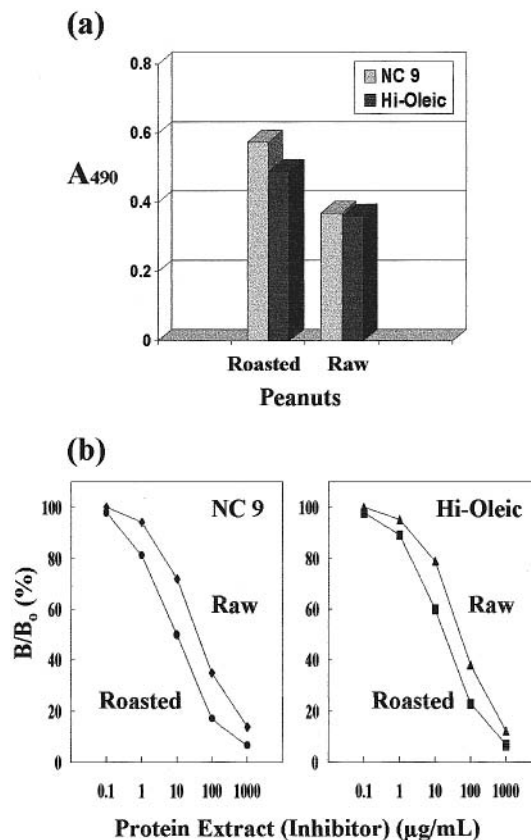 (a)
0.8
NC 9
Hi-Oleic
0.6
A490
0.4
0.2
0
Roasted Raw
Peanuts
(b)
100
80
60
40
20
0
B/Bo (%)
NC 9
Raw
Roasted
0.1 1 10 100 1000
100
80
60
40
20
0
Hi-Oleic
Raw
Roasted
0.1 1 10 100 1000
Protein Extract (Inhibitor) (µg/mL)